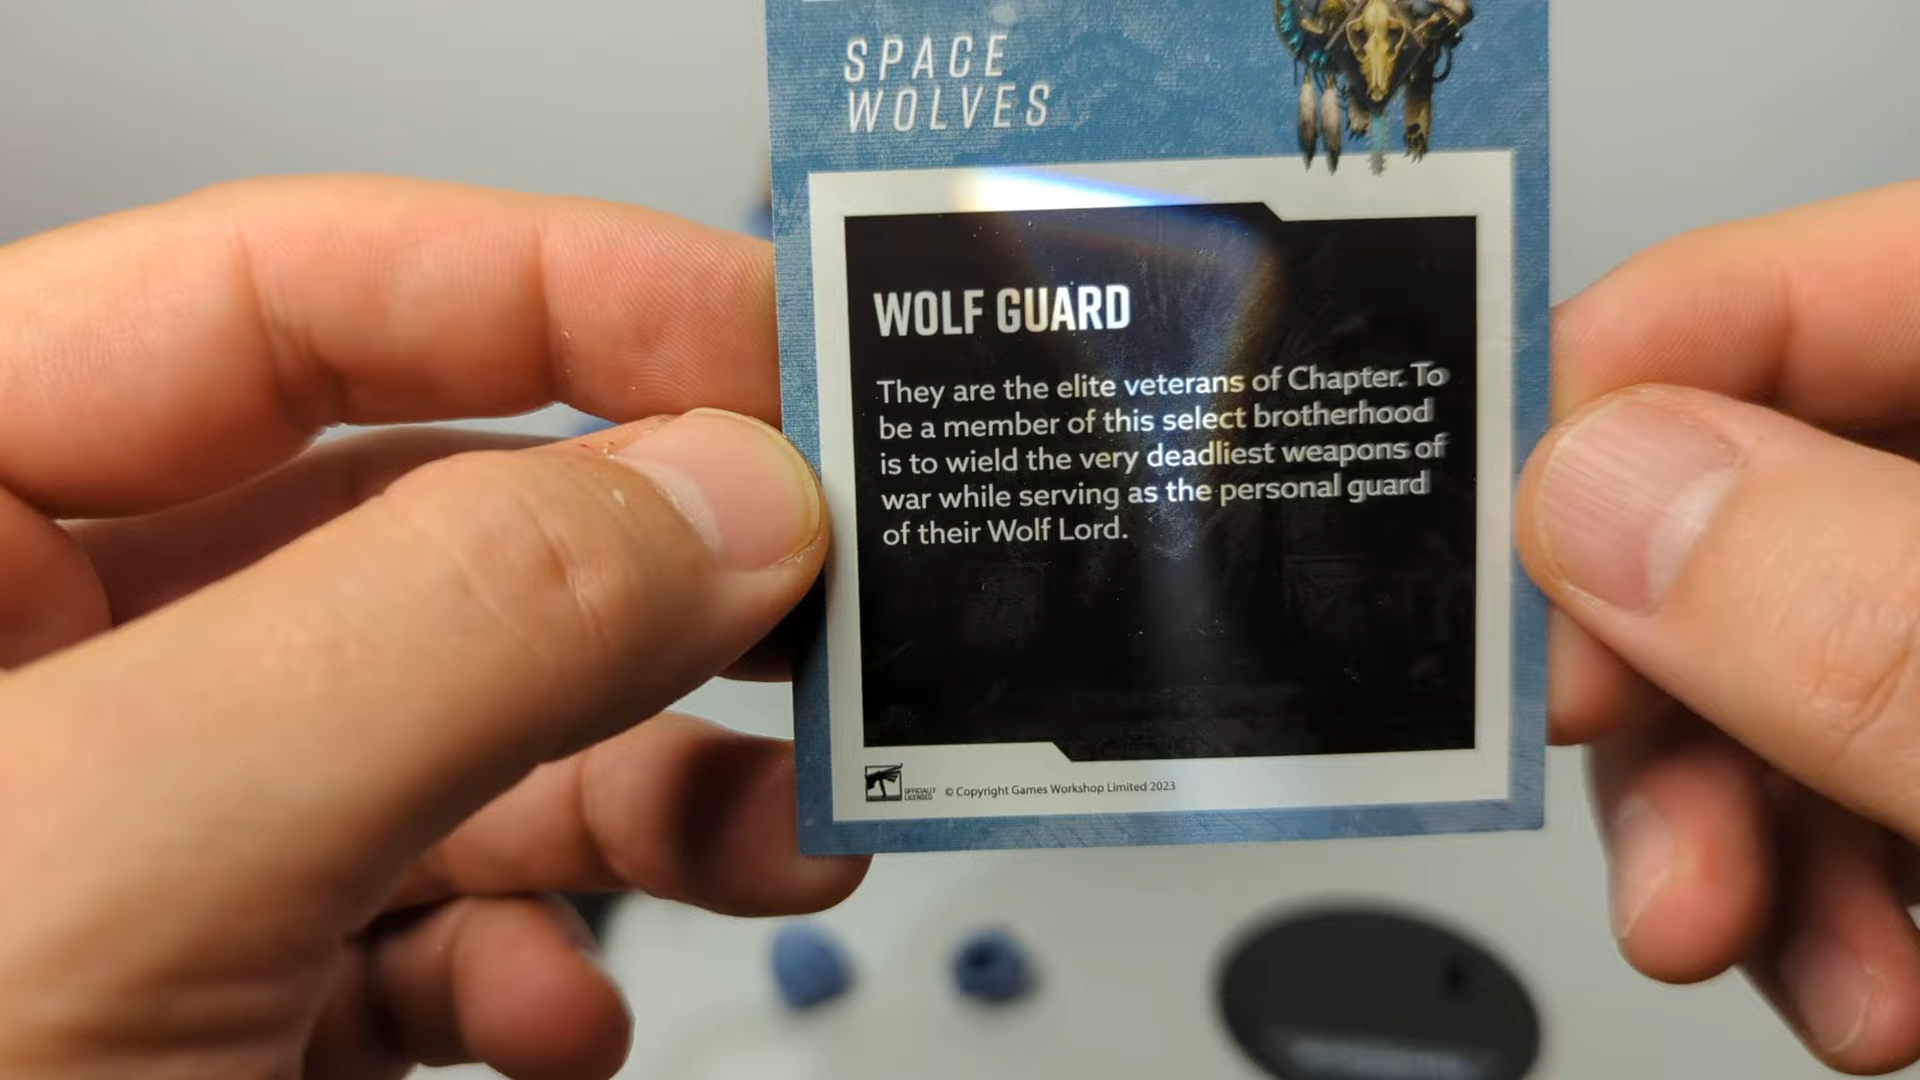 SPACE
WOLVES
WOLF GUARD
They are the elite veterans of Chapter. To
be a member of this select brotherhood
is to wield the very deadliest weapons of
war while serving as the personal guard
of their Wolf Lord.
OFFICIALLY
LICENSED
© Copyright Games Workshop Limited 2023